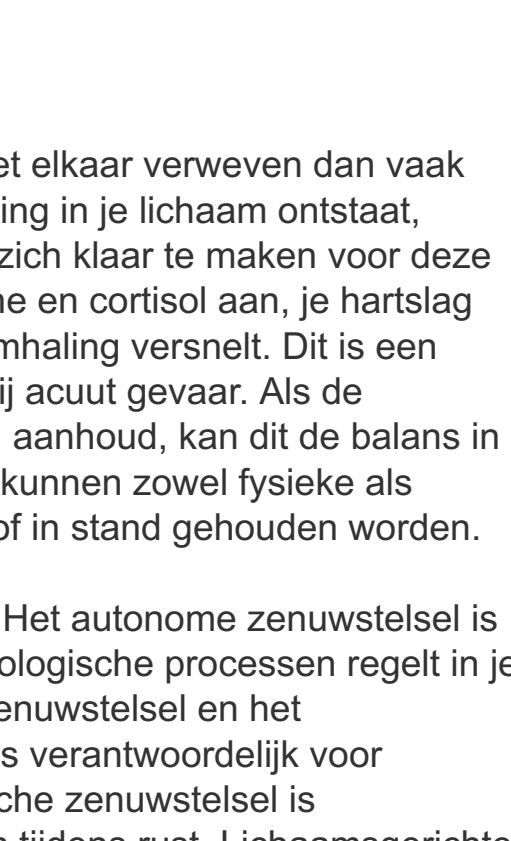 et elkaar verweven dan vaak
ing in je lichaam ontstaat,
zich klaar te maken voor deze
ne en cortisol aan, je hartslag
mhaling versnelt. Dit is een
ij acuut gevaar. Als de
aanhoud, kan dit de balans in
kunnen zowel fysieke als
of in stand gehouden worden.
Het autonome zenuwstelsel is
ologische processen regelt in je
enuwstelsel en het
s verantwoordelijk voor
che zenuwstelsel is
n tijdens rust. Lichaamsgerichte